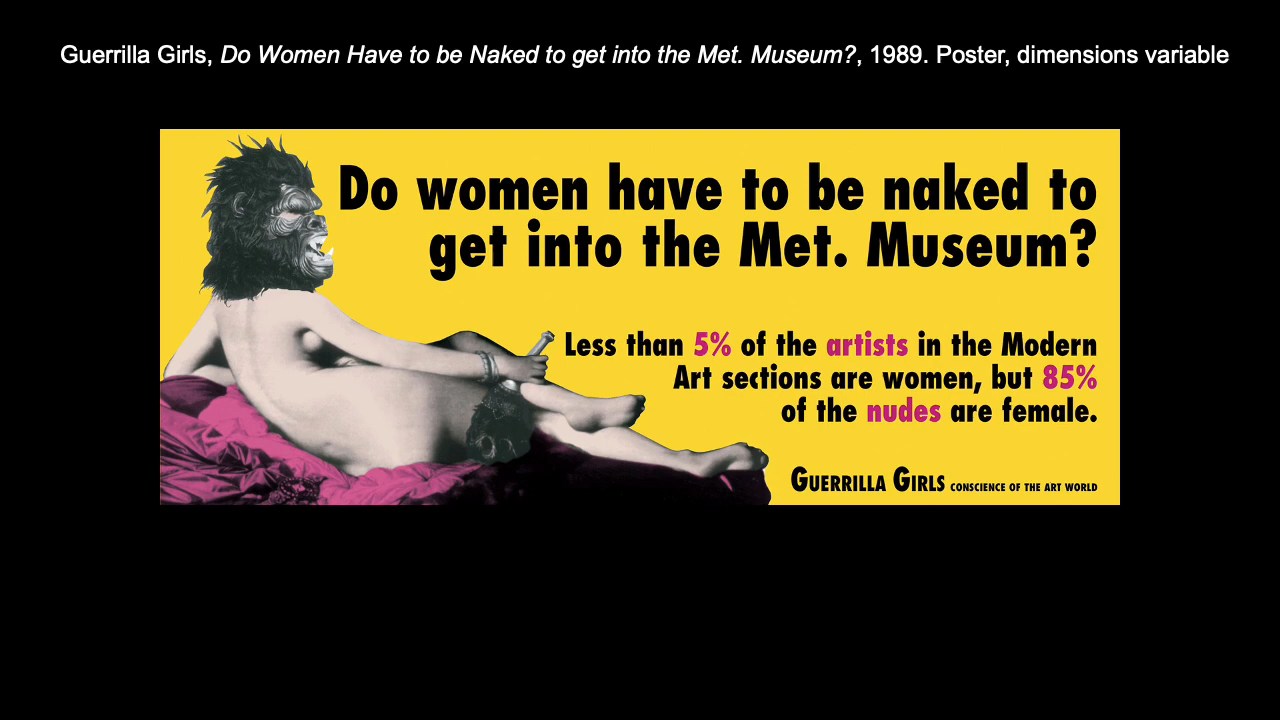 Guerrilla Girls, Do Women Have to be Naked to get into the Met. Museum?, 1989. Poster, dimensions variable
Do women have to be naked to
get into the Met. Museum?
Less than 5% of the artists in the Modern
Art sections are women, but 85%
of the nudes are female.
GUERRILLA GIRLS CONSCIENCE OF THE ART WORLD